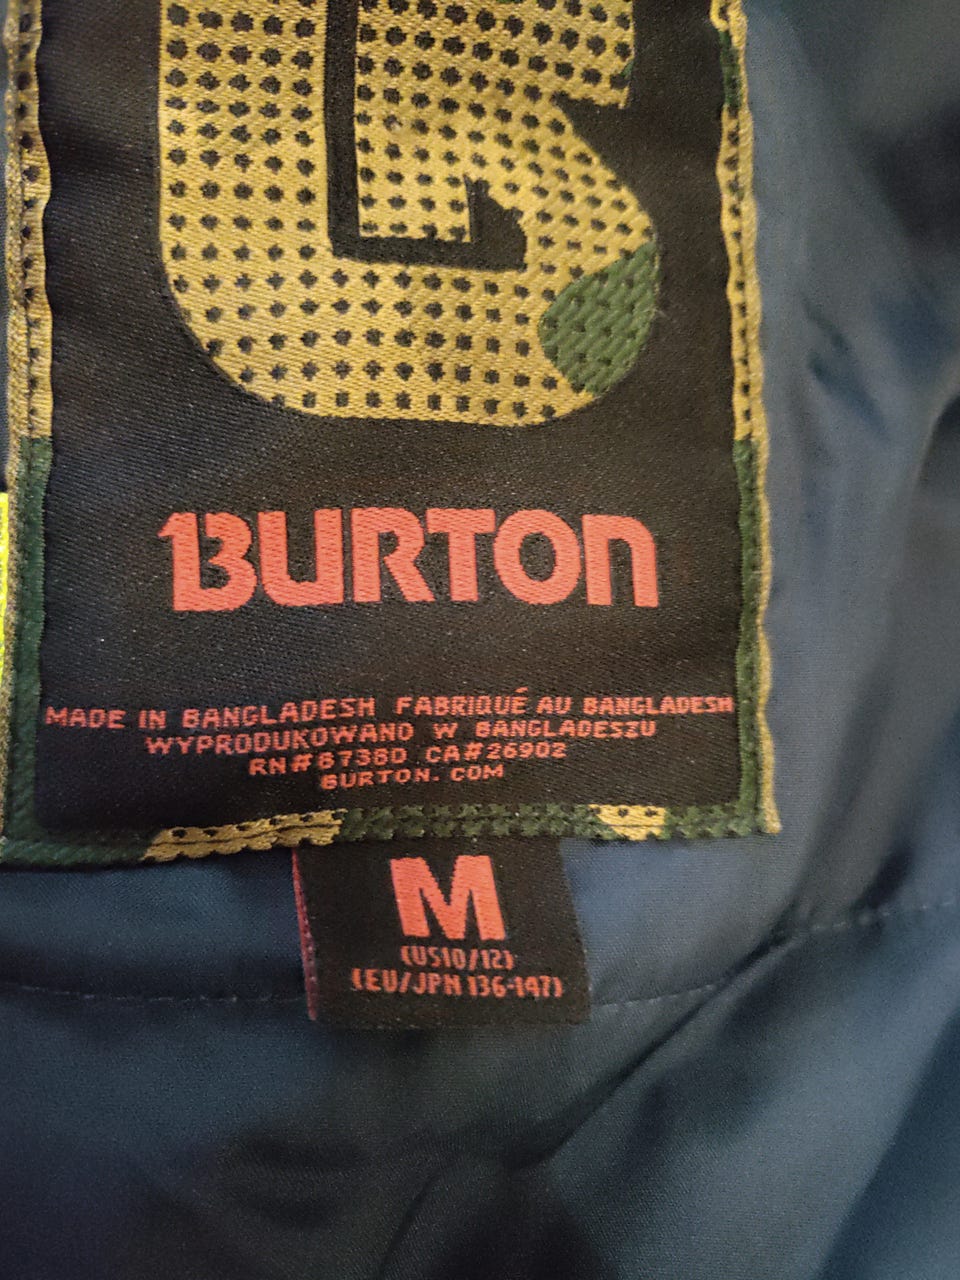 BURTON
MADE IN BANGLADESH FABRIQUÉ AU BANGLADESH
WYPRODUKOWANO W BANGLADESZU
RN#87380 CA#26902
BURTON.COM
M
(US10/12)
(EU/JPN 136-147)